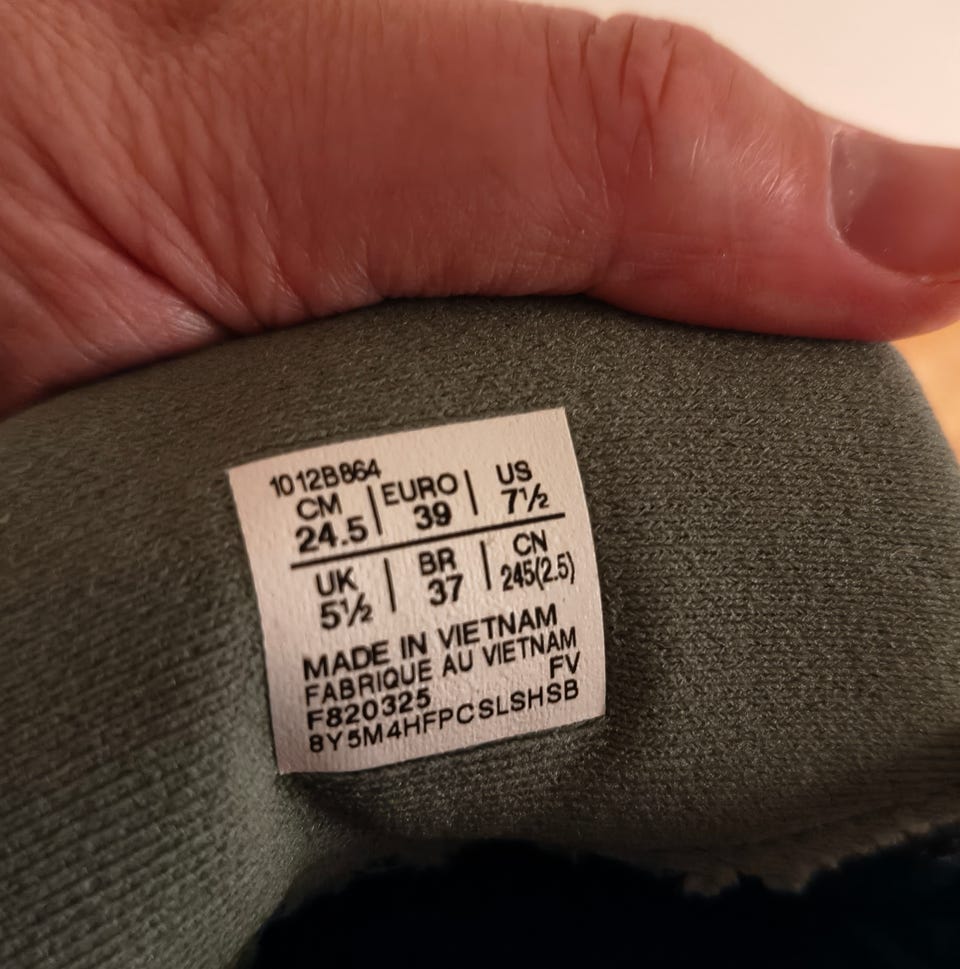 1012B864
CM | EURO | US
24.5 | 39 | 7½
UK | BR | CN
5½ | 37 | 245(2.5)
MADE IN VIETNAM
FABRIQUE AU VIETNAM
F820325 FV
8Y5M4HFPCSLSHSB